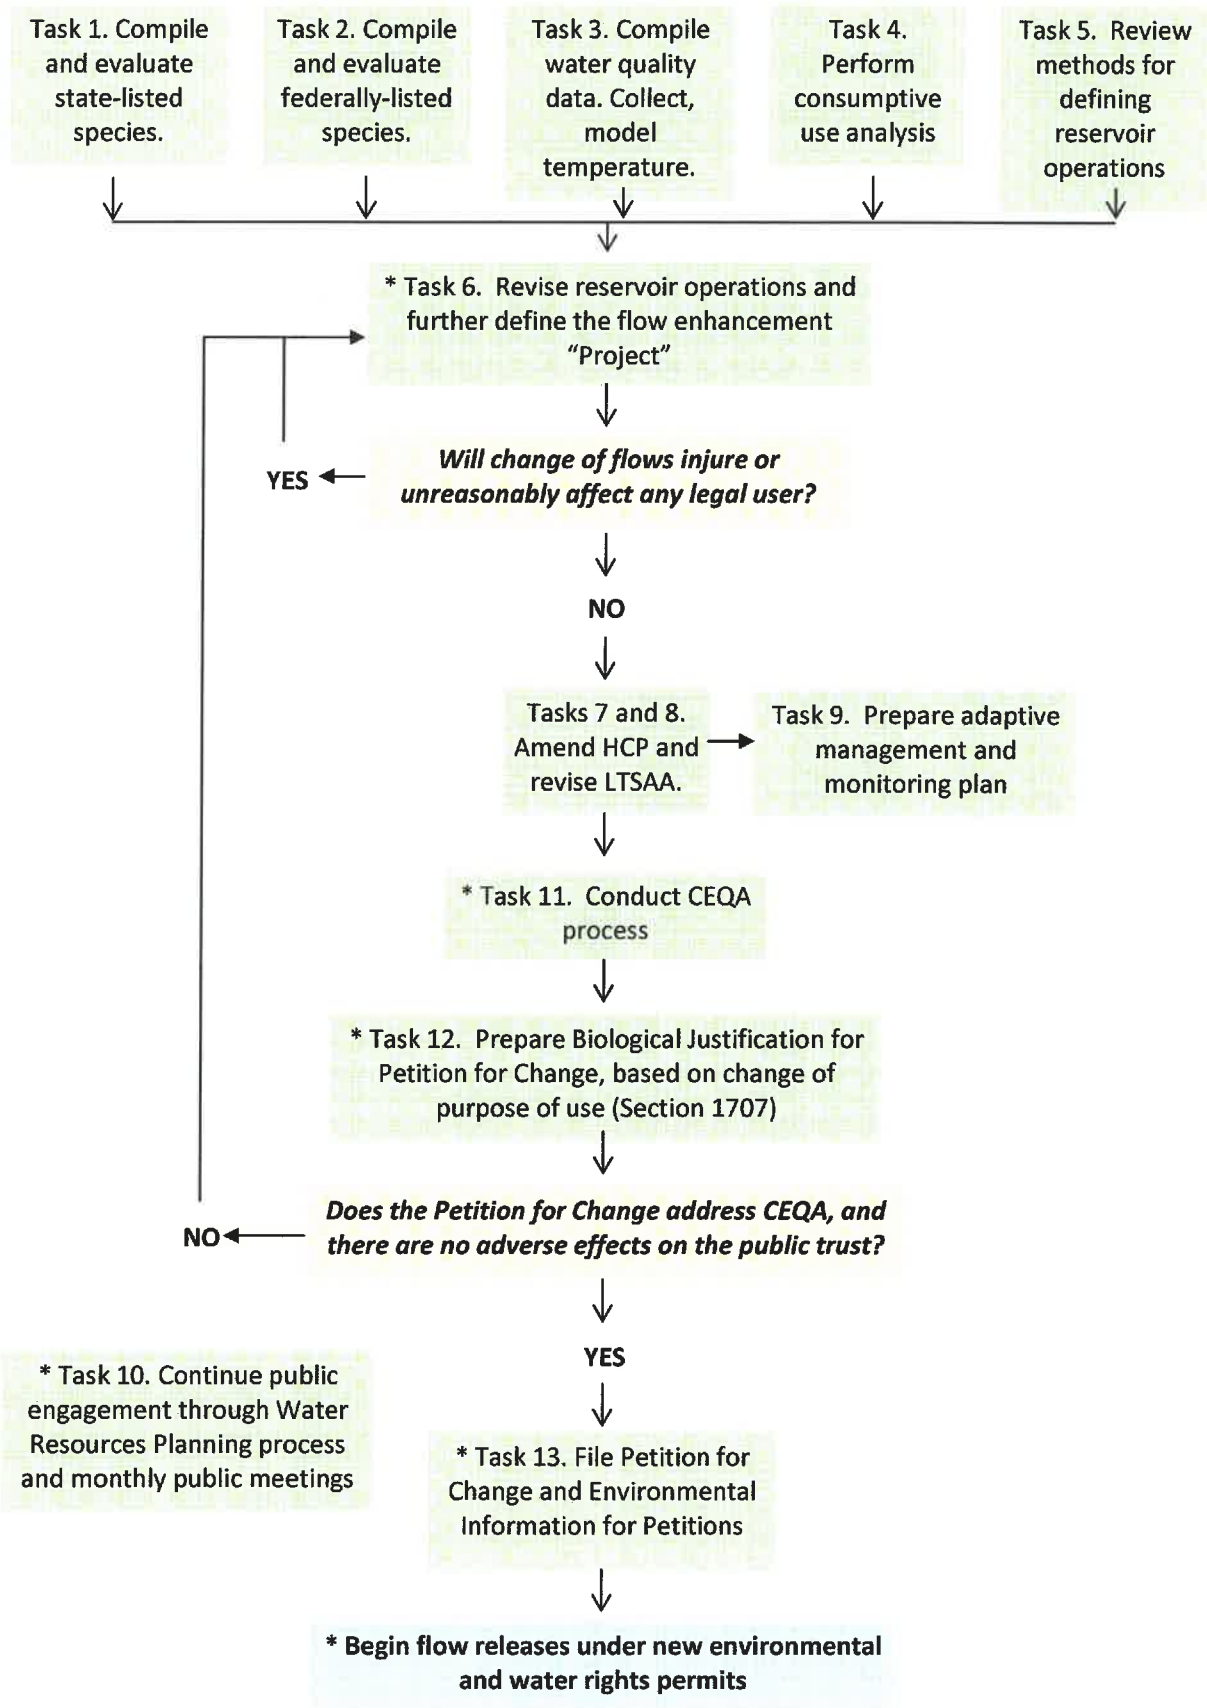 Task 1. Compile
and evaluate
state-listed
species.
Task 2. Compile
and evaluate
federally-listed
species.
Task 3. Compile
water quality
data. Collect,
model
temperature.
Task 4.
Perform
consumptive
use analysis
Task 5. Review
methods for
defining
reservoir
operations
* Task 6. Revise reservoir operations and
further define the flow enhancement
“Project”
Will change of flows injure or
unreasonably affect any legal user?
YES
NO
Tasks 7 and 8.
Amend HCP and
revise LTSAA.
Task 9. Prepare adaptive
management and
monitoring plan
* Task 11. Conduct CEQA
process
* Task 12. Prepare Biological Justification for
Petition for Change, based on change of
purpose of use (Section 1707)
Does the Petition for Change address CEQA, and
there are no adverse effects on the public trust?
NO
YES
* Task 10. Continue public
engagement through Water
Resources Planning process
and monthly public meetings
* Task 13. File Petition for
Change and Environmental
Information for Petitions
* Begin flow releases under new environmental
and water rights permits